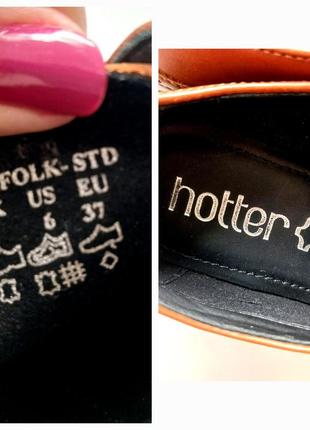 FOLK-STD
US EU
6 37
hotter